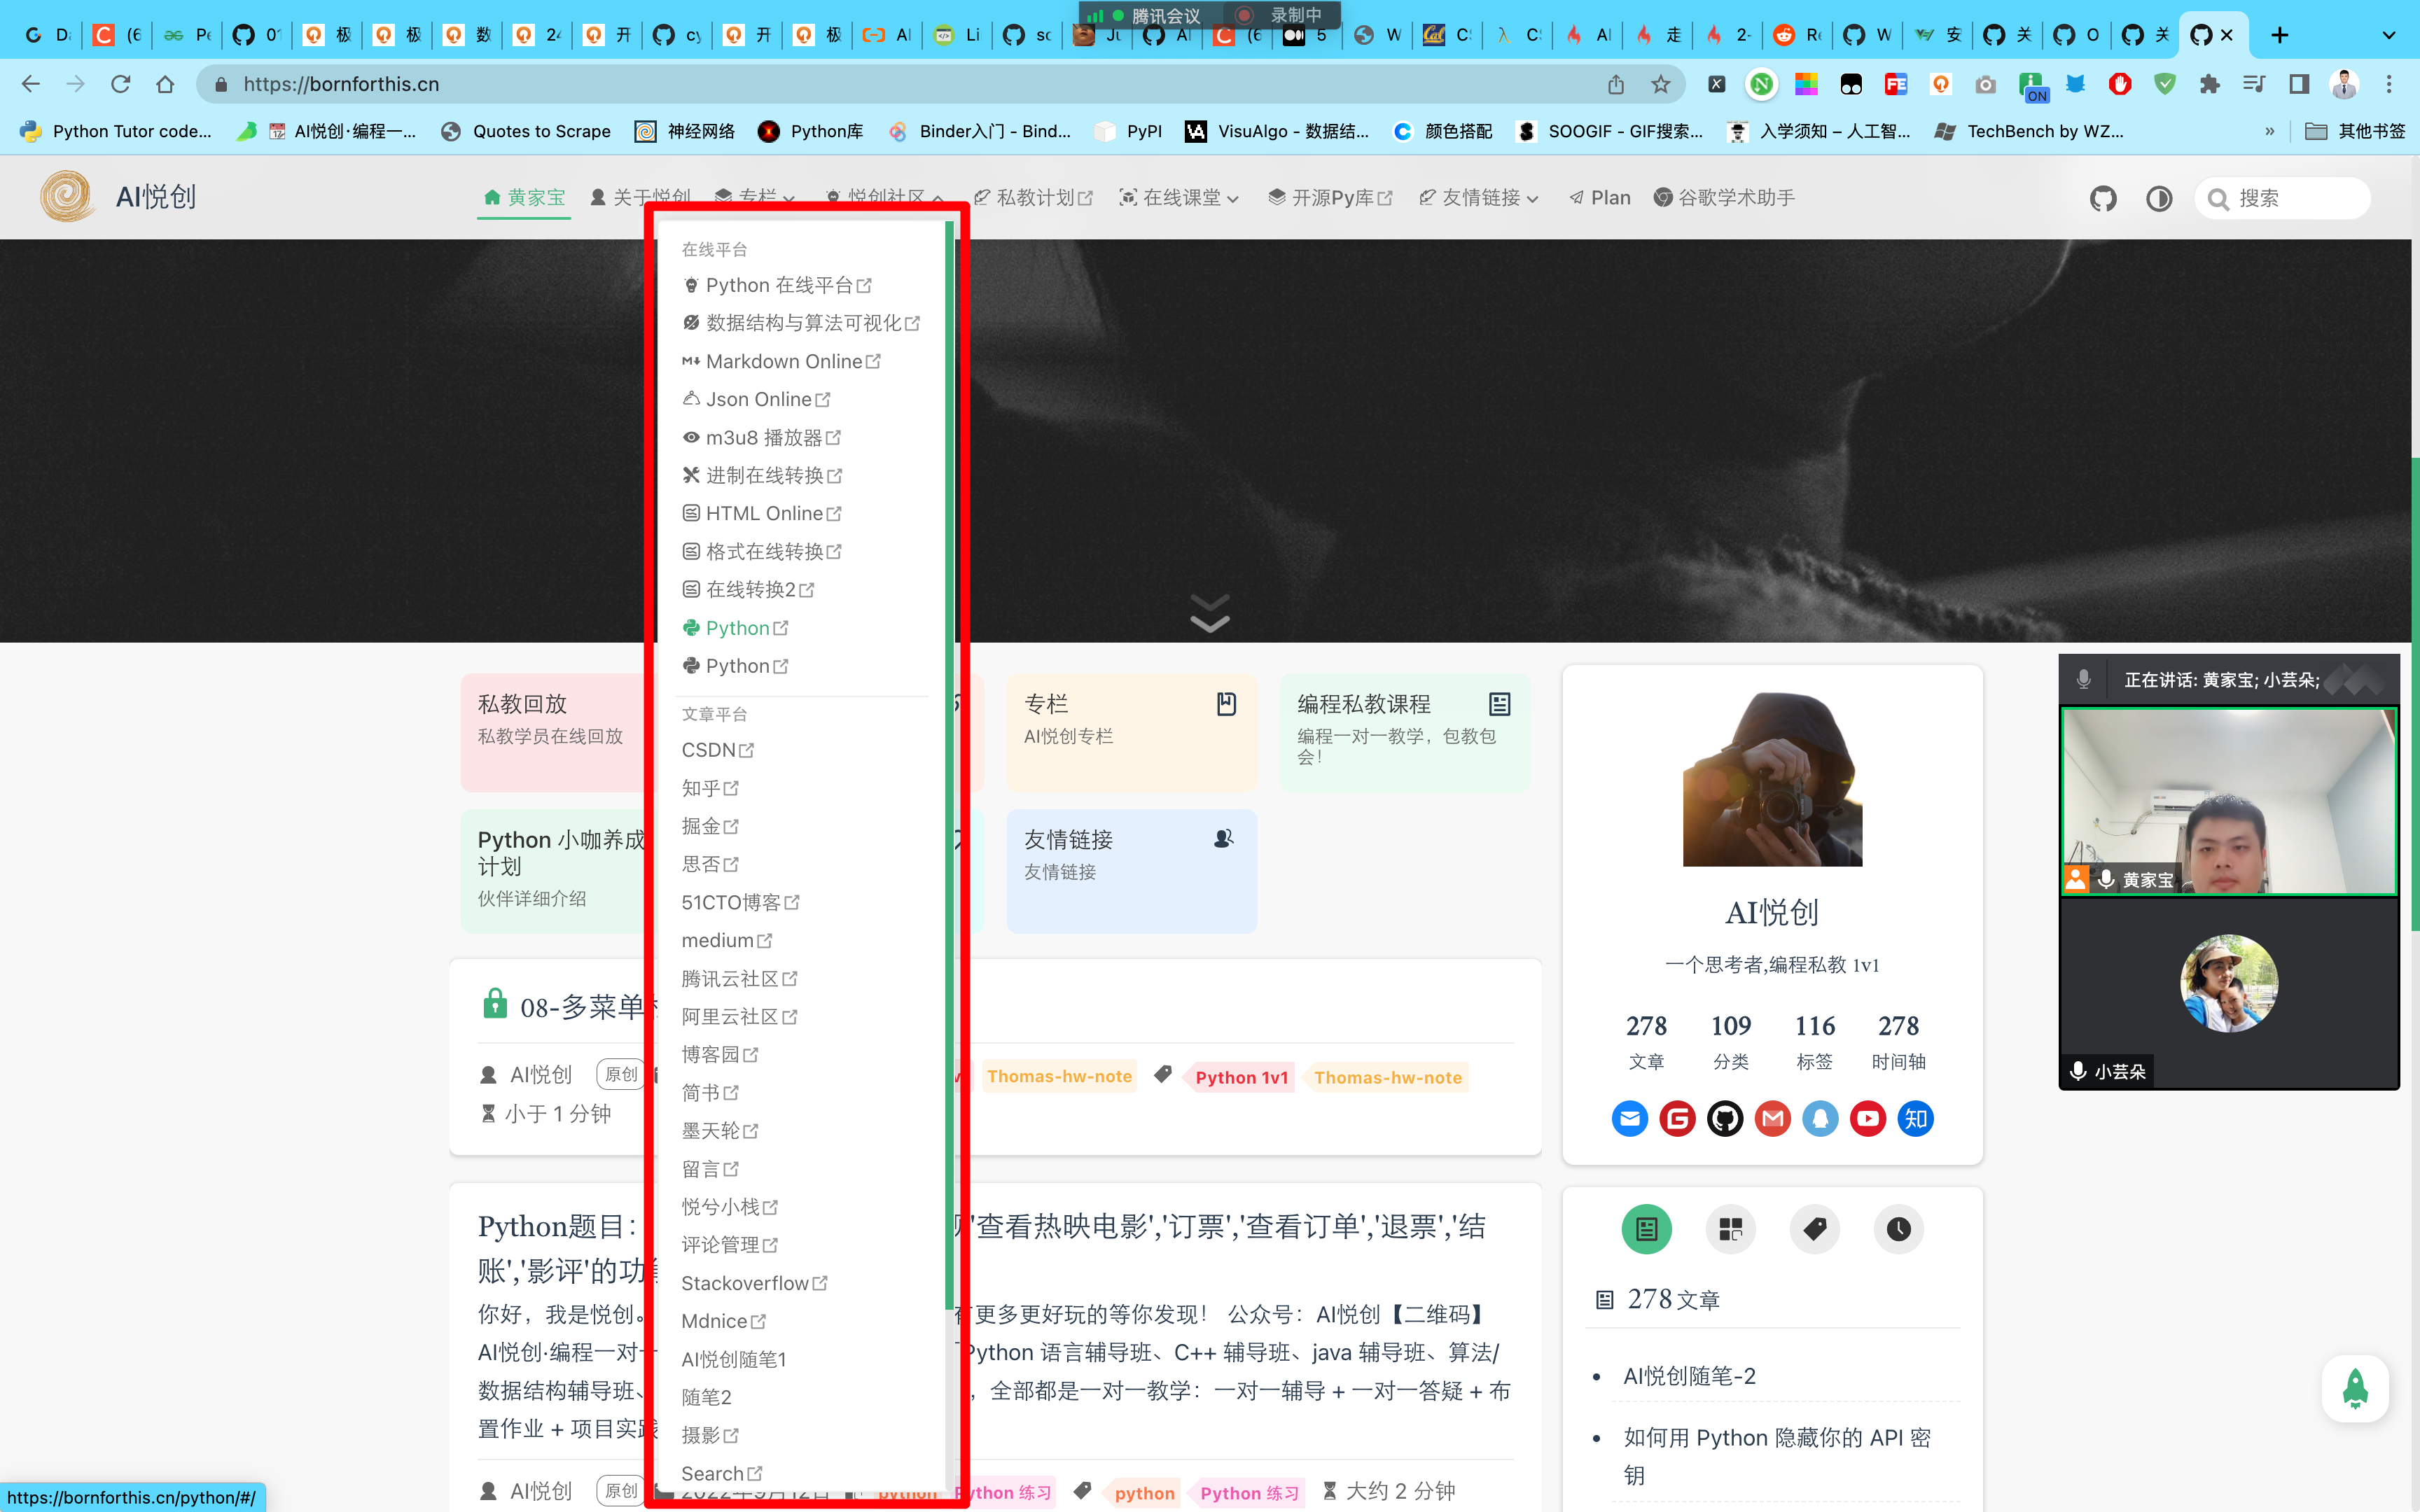 腾讯会议 录制中
https://bornforthis.cn
Python Tutor code... AI悦创·编程一... Quotes to Scrape 神经网络 Python库 Binder入门 - Bind... PyPI VisuAlgo - 数据结... 颜色搭配 SOOGIF - GIF搜索... 入学须知 – 人工智... TechBench by WZ... » 其他书签
AI悦创 黄家宝 关于悦创 专栏 悦创社区 私教计划 在线课堂 开源Py库 友情链接 Plan 谷歌学术助手 搜索
在线平台
Python 在线平台
数据结构与算法可视化
Markdown Online
Json Online
m3u8 播放器
进制在线转换
HTML Online
格式在线转换
在线转换2
Python
Python
文章平台
CSDN
知乎
掘金
思否
51CTO博客
medium
腾讯云社区
阿里云社区
博客园
简书
墨天轮
留言
悦兮小栈
评论管理
Stackoverflow
Mdnice
AI悦创随笔1
随笔2
摄影
Search
私教回放
私教学员在线回放
专栏
AI悦创专栏
编程私教课程
编程一对一教学，包教包
会！
Python 小咖养成
计划
伙伴详细介绍
友情链接
友情链接
08-多菜单
AI悦创 原创 Thomas-hw-note Python 1v1 Thomas-hw-note
小于 1 分钟
Python题目： '查看热映电影','订票','查看订单','退票','结
账','影评'的功
你好，我是悦创。 有更多更好玩的等你发现！ 公众号：AI悦创【二维码】
AI悦创·编程一对一 Python 语言辅导班、C++ 辅导班、java 辅导班、算法/
数据结构辅导班、 ，全部都是一对一教学：一对一辅导 + 一对一答疑 + 布
置作业 + 项目实践
AI悦创 原创 2022年9月12日 python Python 练习 python Python 练习 大约 2 分钟
AI悦创
一个思考者,编程私教 1v1
278 109 116 278
文章 分类 标签 时间轴
知
278 文章
AI悦创随笔-2
如何用 Python 隐藏你的 API 密
钥
正在讲话: 黄家宝; 小芸朵;
黄家宝
小芸朵
https://bornforthis.cn/python/#/